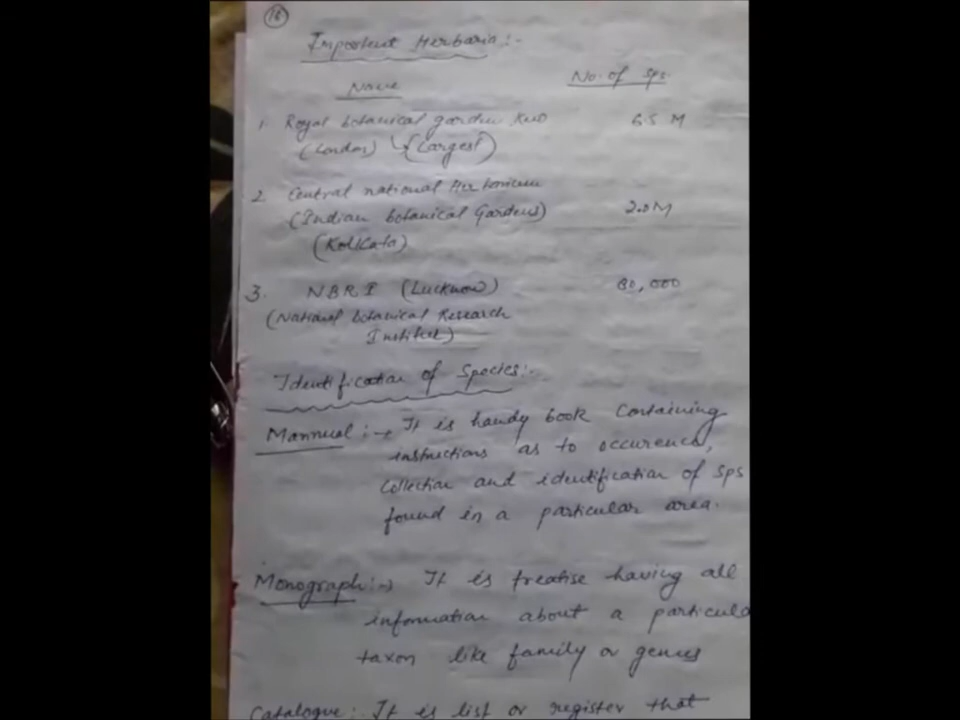 18
Important Herbaria :-
Name No. of Sps.
1. Royal botanical garden Kew 6.5 M
(London) (Largest)
2. Central national Herbarium
(Indian botanical Gardens) 2.0 M
(Kolkata)
3. NBRI (Lucknow) 80,000
(National botanical Research
Institute)
Identification of Species :-
Mannual :→ It is handy book containing
instructions as to occurence,
collection and identification of Sps
found in a particular area.
Monograph :→ It is treatise having all
information about a particula
taxon like family or genus
Catalogue : It is list or register that